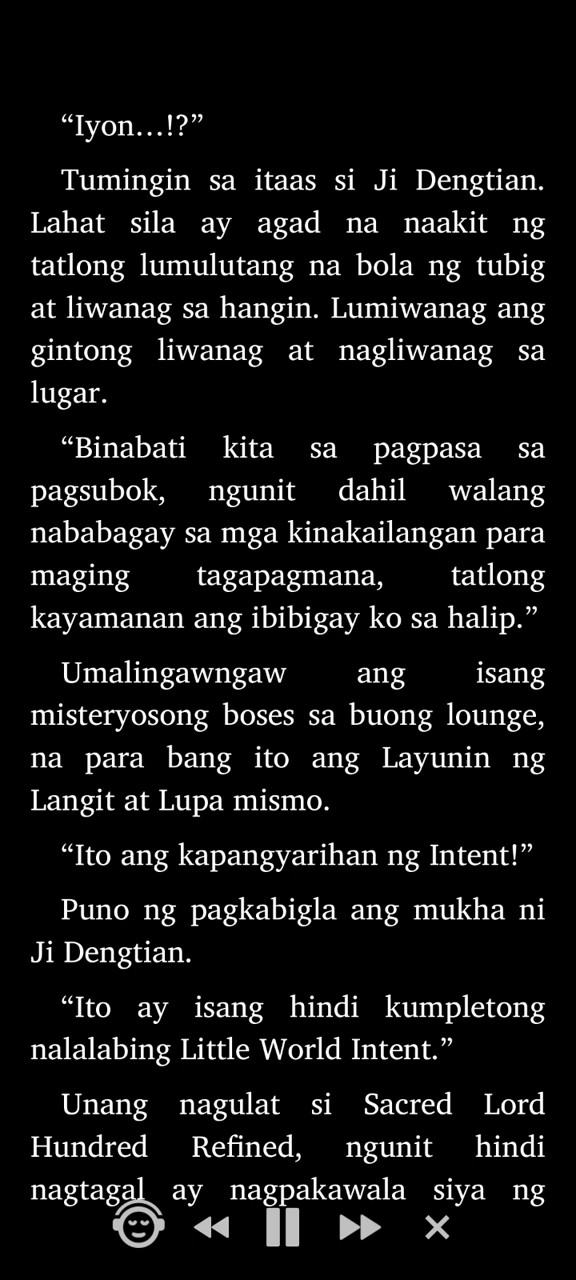 “Iyon...!?”
Tumingin sa itaas si Ji Dengtian.
Lahat sila ay agad na naakit ng
tatlong lumulutang na bola ng tubig
at liwanag sa hangin. Lumiwanag ang
gintong liwanag at nagliwanag sa
lugar.
“Binabati kita sa pagpasa sa
pagsubok, ngunit dahil walang
nababagay sa mga kinakailangan para
maging tagapagmana, tatlong
kayamanan ang ibibigay ko sa halip.”
Umalingawngaw ang isang
misteryosong boses sa buong lounge,
na para bang ito ang Layunin ng
Langit at Lupa mismo.
“Ito ang kapangyarihan ng Intent!”
Puno ng pagkabigla ang mukha ni
Ji Dengtian.
“Ito ay isang hindi kumpletong
nalalabing Little World Intent.”
Unang nagulat si Sacred Lord
Hundred Refined, ngunit hindi
nagtagal ay nagpakawala siya ng